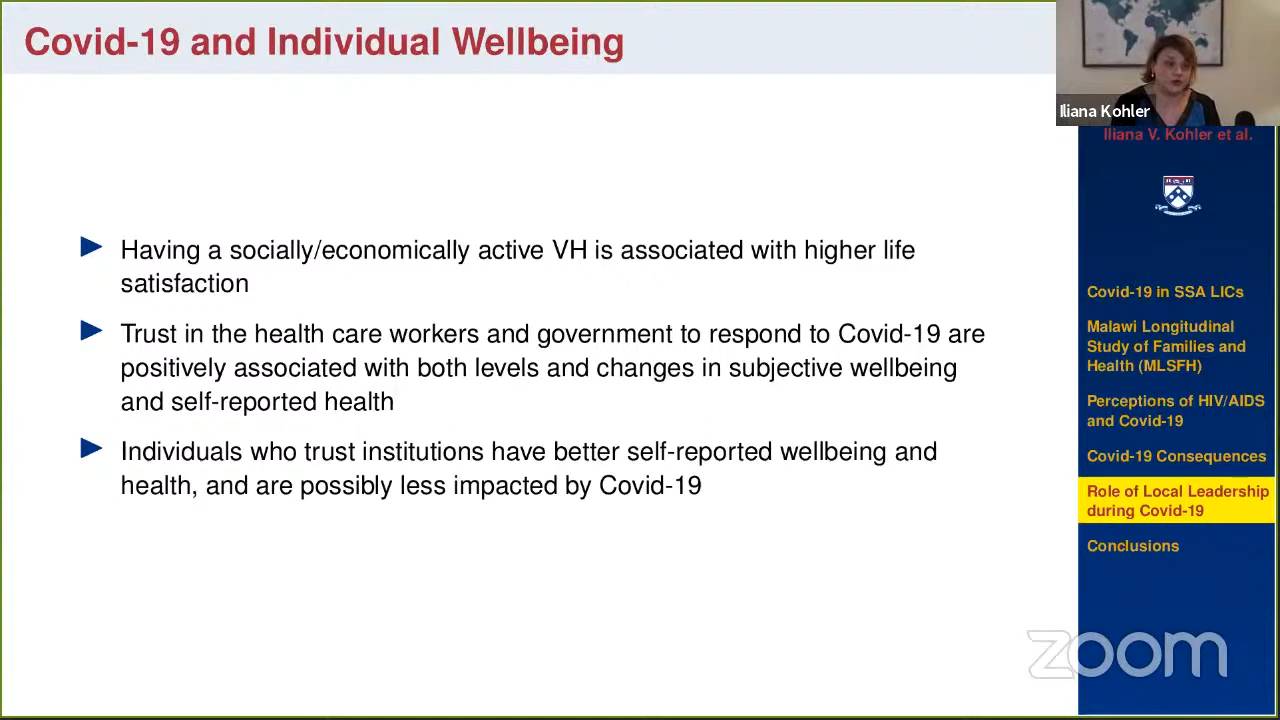 Covid-19 and Individual Wellbeing
Having a socially/economically active VH is associated with higher life
satisfaction
Trust in the health care workers and government to respond to Covid-19 are
positively associated with both levels and changes in subjective wellbeing
and self-reported health
Individuals who trust institutions have better self-reported wellbeing and
health, and are possibly less impacted by Covid-19
Iliana Kohler
Iliana V. Kohler et al.
Covid-19 in SSA LICs
Malawi Longitudinal
Study of Families and
Health (MLSFH)
Perceptions of HIV/AIDS
and Covid-19
Covid-19 Consequences
Role of Local Leadership
during Covid-19
Conclusions
zoom